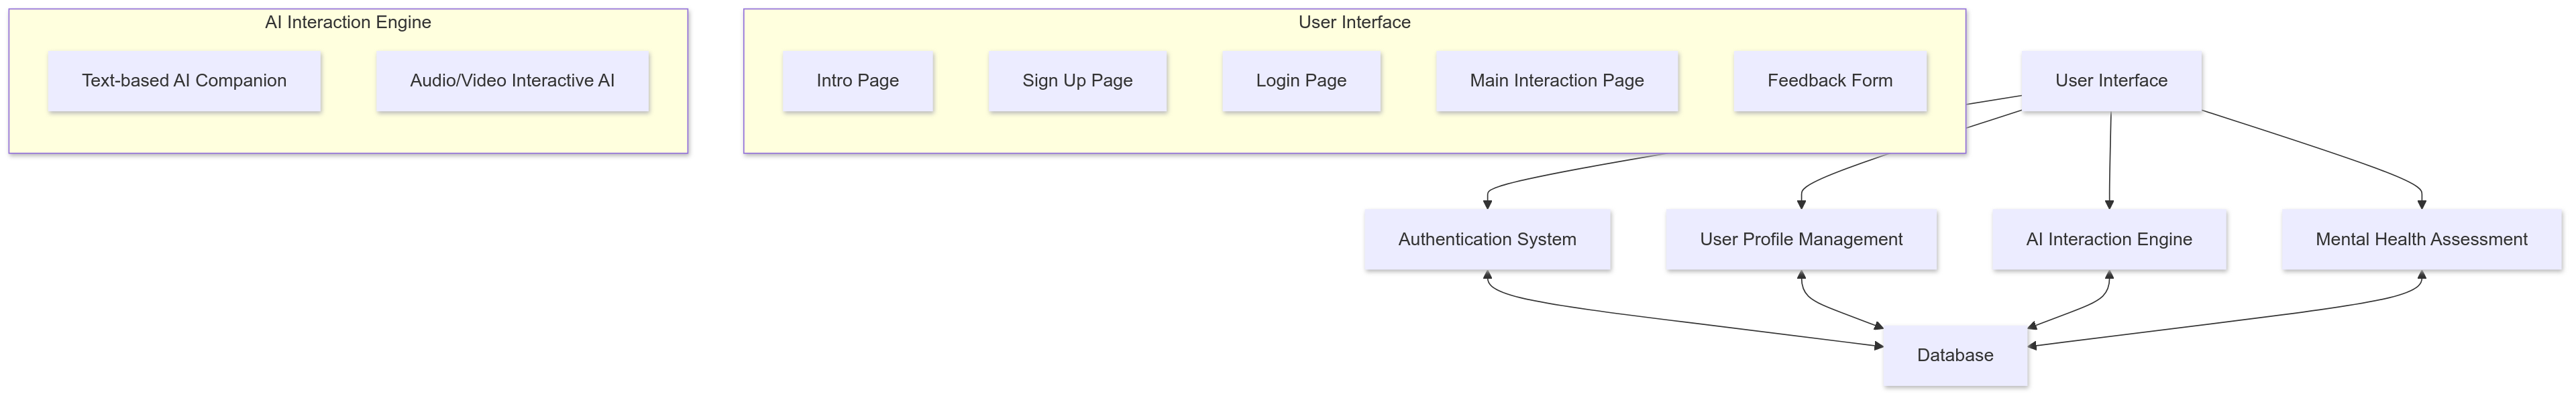 AI Interaction Engine
Text-based AI Companion
Audio/Video Interactive AI
User Interface
Intro Page
Sign Up Page
Login Page
Main Interaction Page
Feedback Form
User Interface
Authentication System
User Profile Management
AI Interaction Engine
Mental Health Assessment
Database